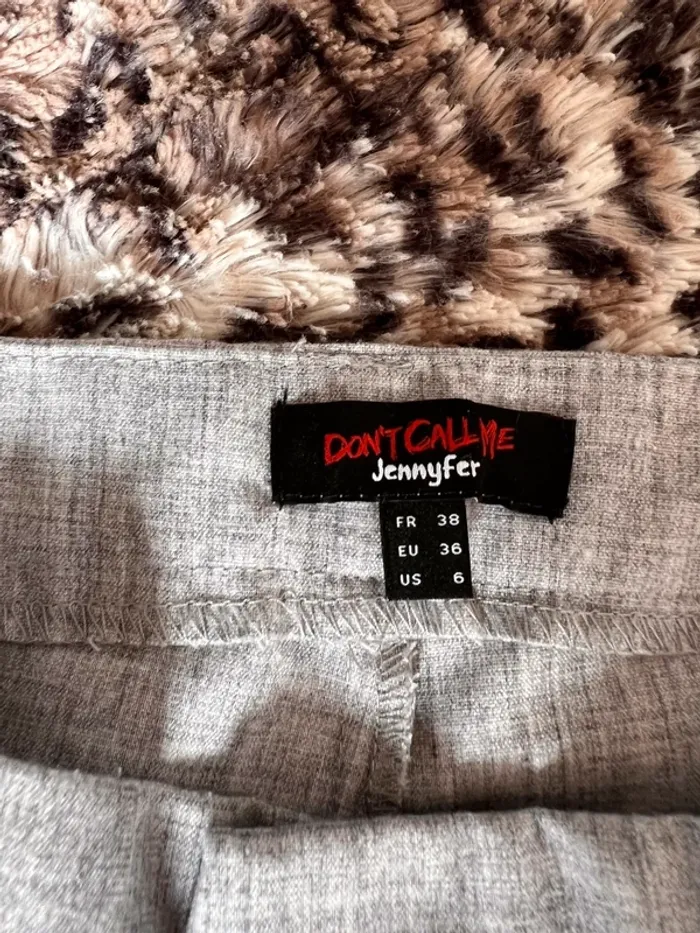 DON'T CALL ME
Jennyfer
FR 38
EU 36
US 6